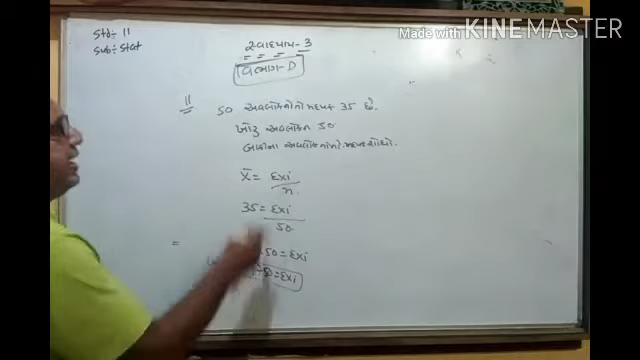 Made with KINEMASTER
Std:- 11
Sub:- Stat
સ્વાધ્યાય-3
વિભાગ-D
11 50 અવલોકનોનો મધ્યક 35 છે.
ખોટુ અવલોકન 50
બાકીના અવલોકનોનો મધ્યક શોધો.
x̄ = Σxi
n
35 = Σxi
50
50 = Σxi
= Σxi